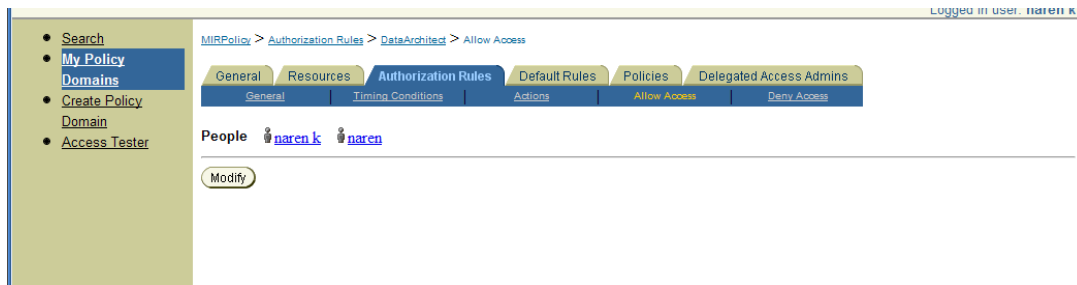 Logged in user: naren k
Search
My Policy
Domains
Create Policy
Domain
Access Tester
MIRPolicy > Authorization Rules > DataArchitect > Allow Access
General Resources Authorization Rules Default Rules Policies Delegated Access Admins
General Timing Conditions Actions Allow Access Deny Access
People naren k naren
Modify